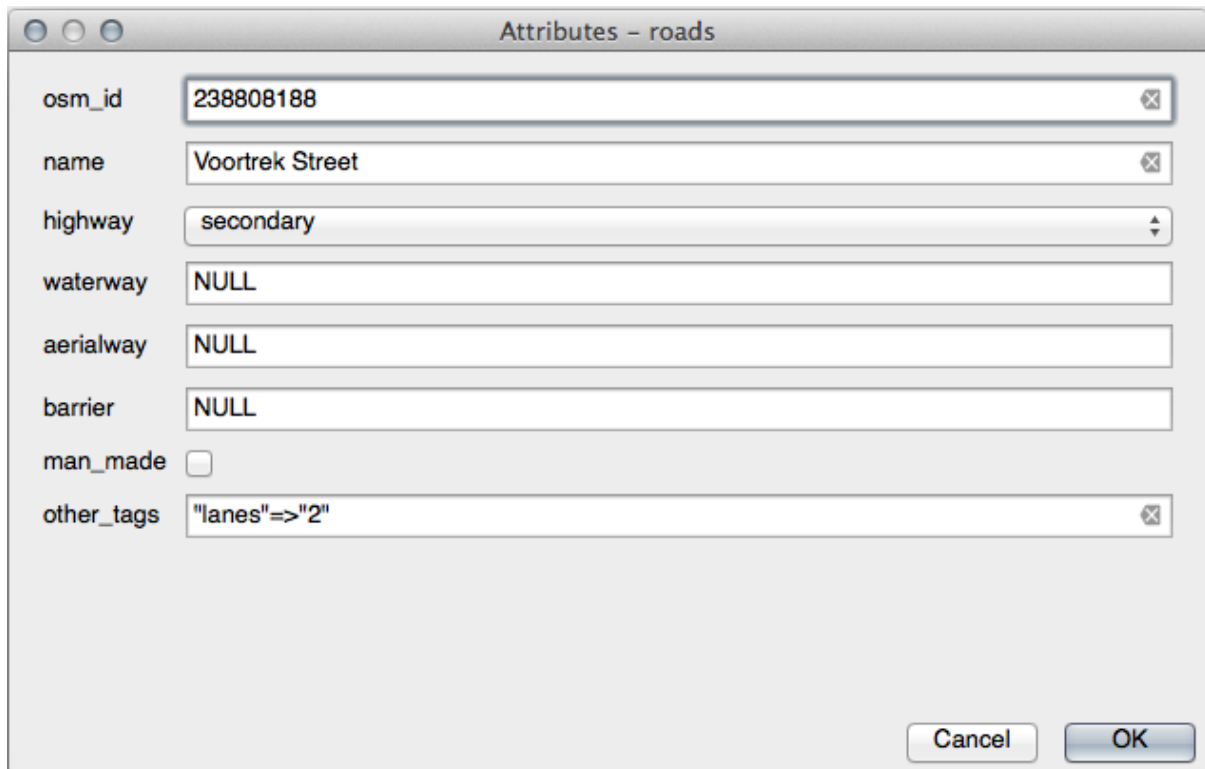 Attributes – roads
osm_id 238808188
name Voortrek Street
highway secondary
waterway NULL
aerialway NULL
barrier NULL
man_made
other_tags "lanes"=>"2"
Cancel OK